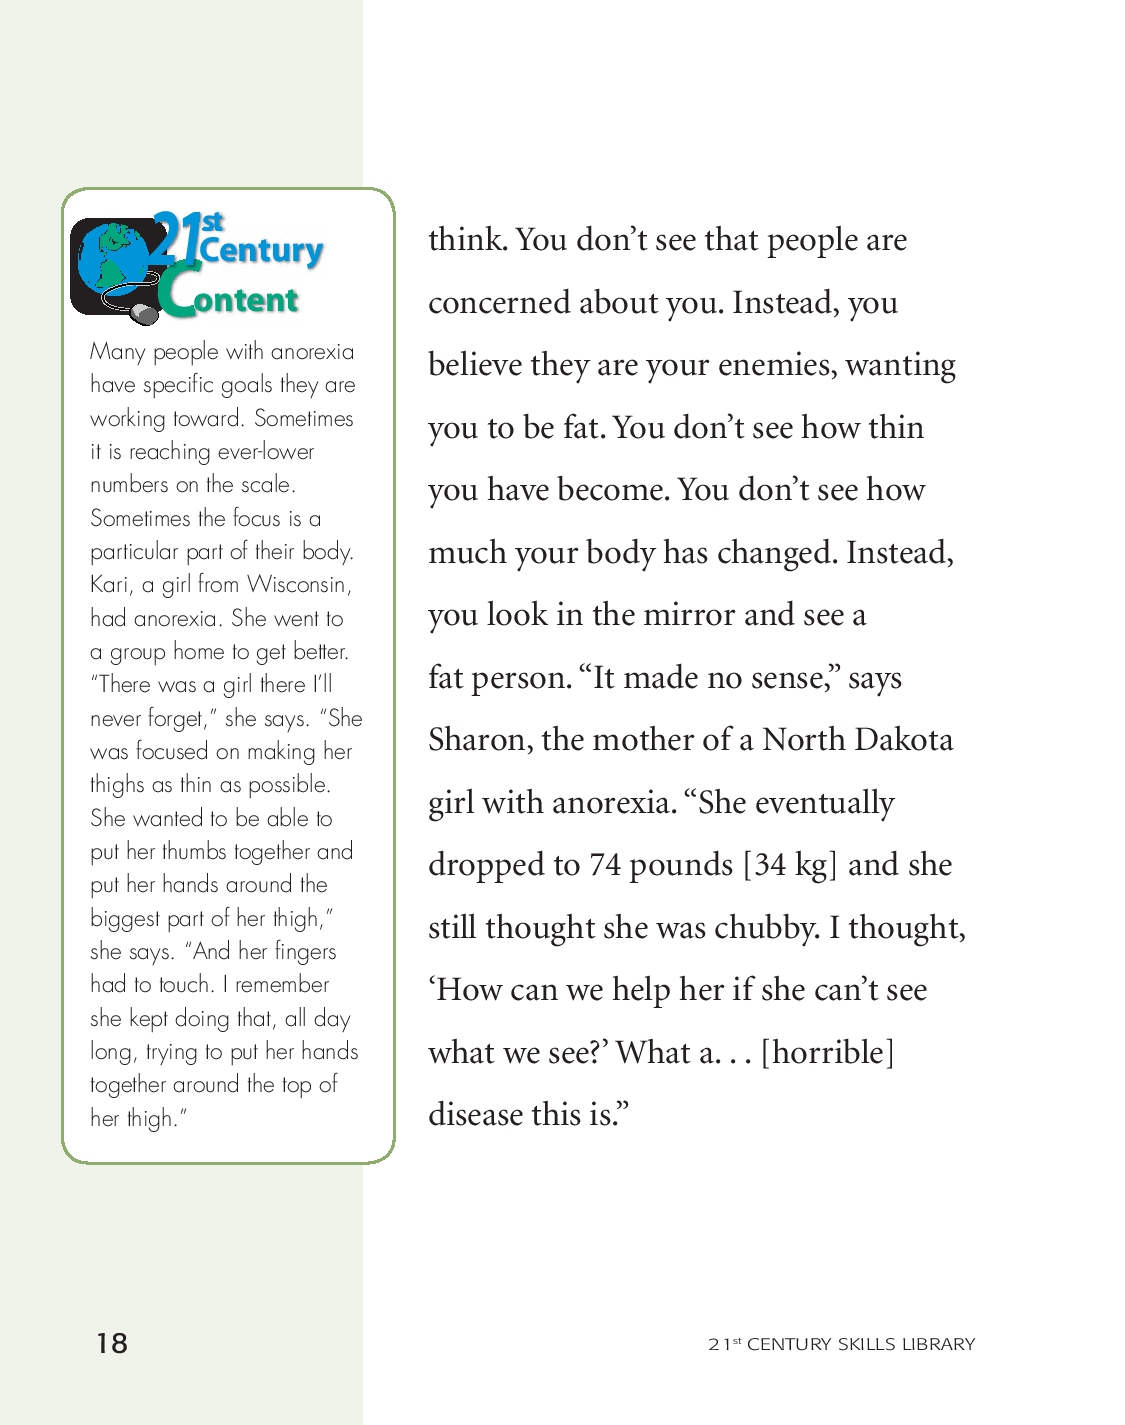 21st
Century
Content
Many people with anorexia
have specific goals they are
working toward. Sometimes
it is reaching ever-lower
numbers on the scale.
Sometimes the focus is a
particular part of their body.
Kari, a girl from Wisconsin,
had anorexia. She went to
a group home to get better.
“There was a girl there I’ll
never forget,” she says. “She
was focused on making her
thighs as thin as possible.
She wanted to be able to
put her thumbs together and
put her hands around the
biggest part of her thigh,”
she says. “And her fingers
had to touch. I remember
she kept doing that, all day
long, trying to put her hands
together around the top of
her thigh.”
think. You don’t see that people are
concerned about you. Instead, you
believe they are your enemies, wanting
you to be fat. You don’t see how thin
you have become. You don’t see how
much your body has changed. Instead,
you look in the mirror and see a
fat person. “It made no sense,” says
Sharon, the mother of a North Dakota
girl with anorexia. “She eventually
dropped to 74 pounds [34 kg] and she
still thought she was chubby. I thought,
‘How can we help her if she can’t see
what we see?’ What a. . . [horrible]
disease this is.”
18
21st CENTURY SKILLS LIBRARY